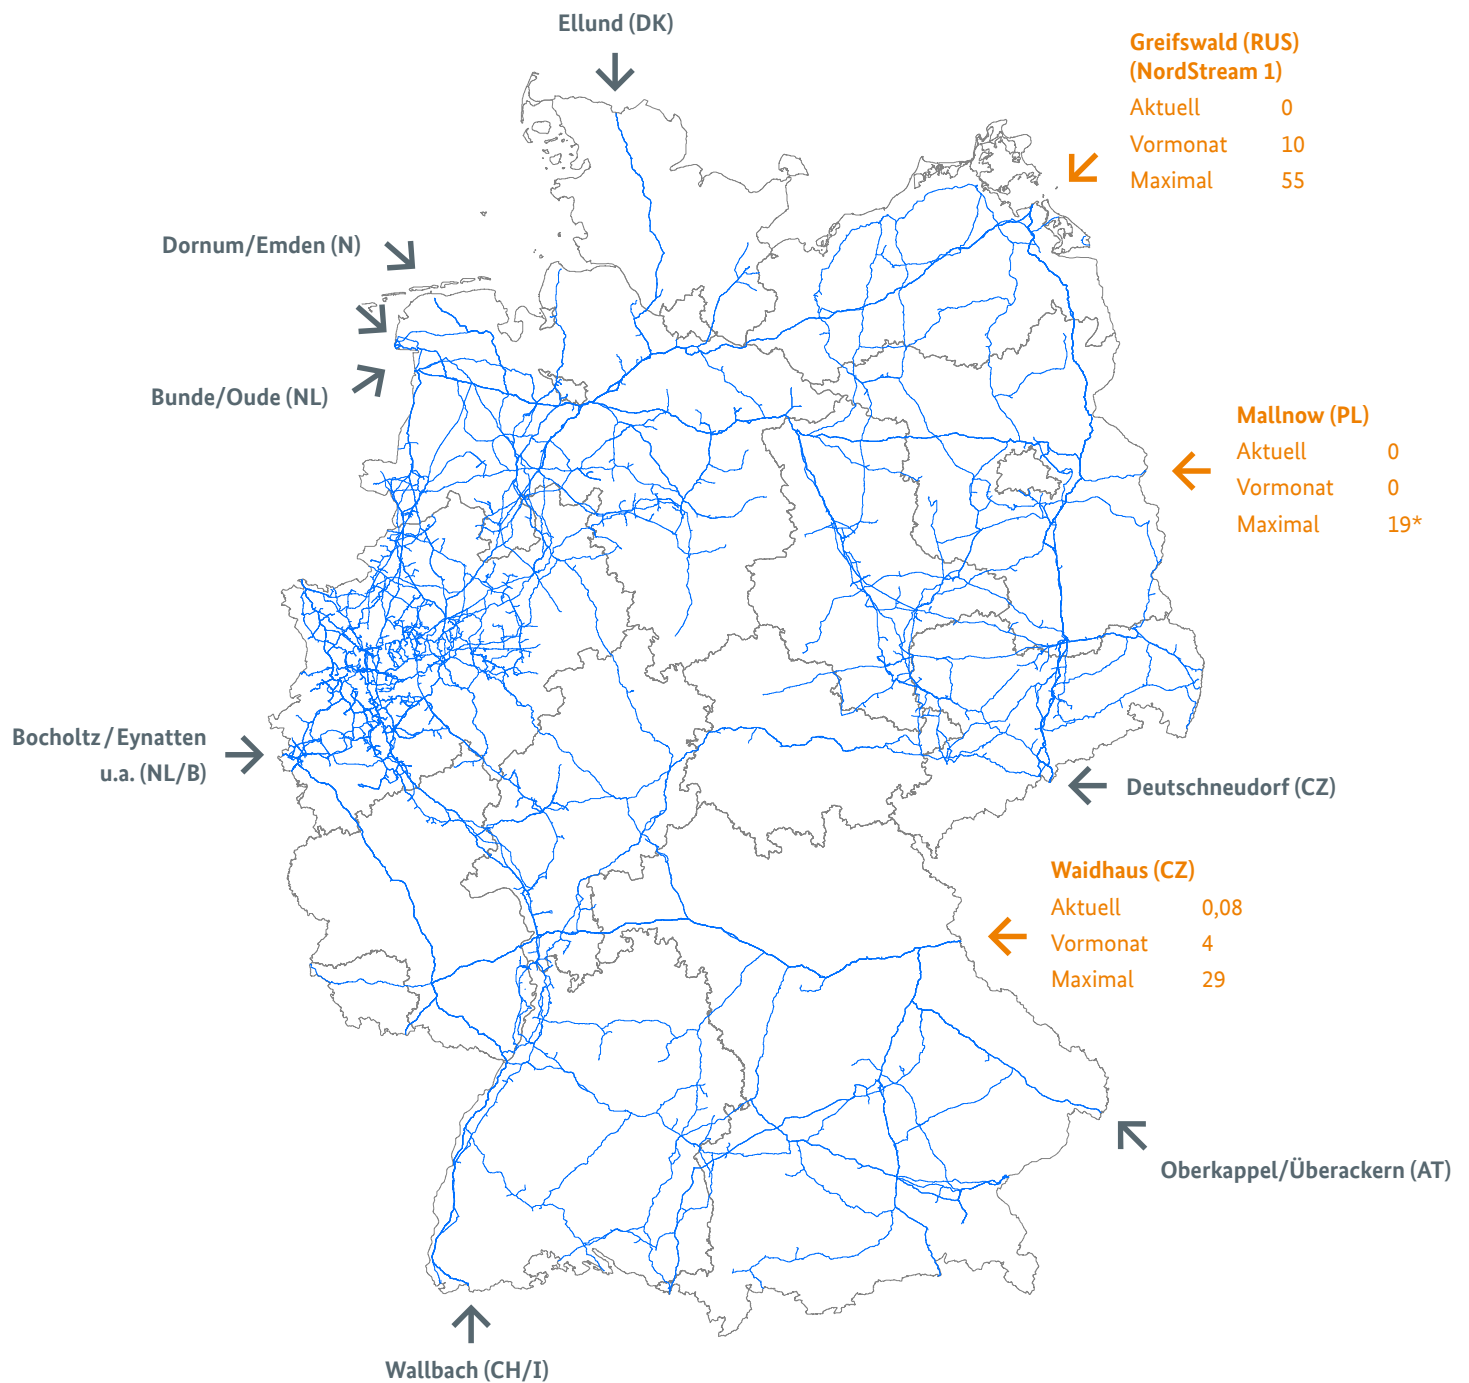 Ellund (DK)
Greifswald (RUS)
(NordStream 1)
Aktuell 0
Vormonat 10
Maximal 55
Dornum/Emden (N)
Bunde/Oude (NL)
Mallnow (PL)
Aktuell 0
Vormonat 0
Maximal 19*
Bocholtz / Eynatten
u.a. (NL/B)
Deutschneudorf (CZ)
Waidhaus (CZ)
Aktuell 0,08
Vormonat 4
Maximal 29
Oberkappel/Überackern (AT)
Wallbach (CH/I)